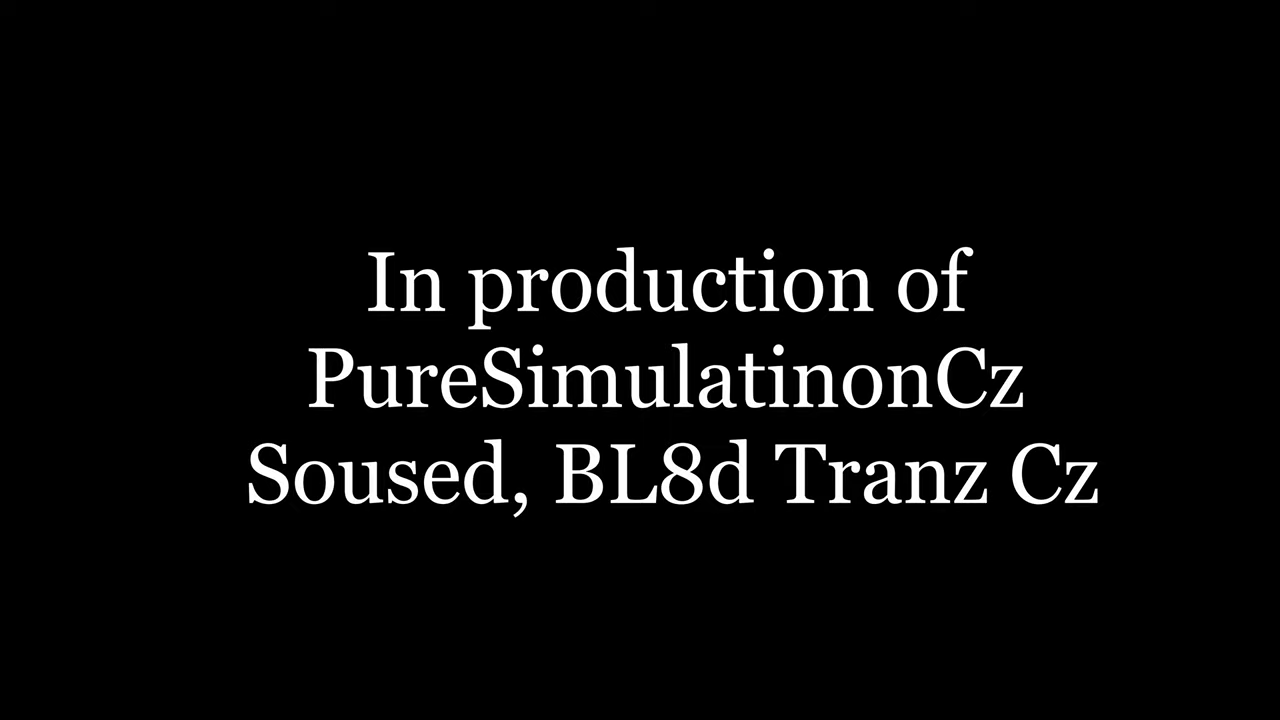 In production of
PureSimulatinonCz
Soused, BL8d Tranz Cz